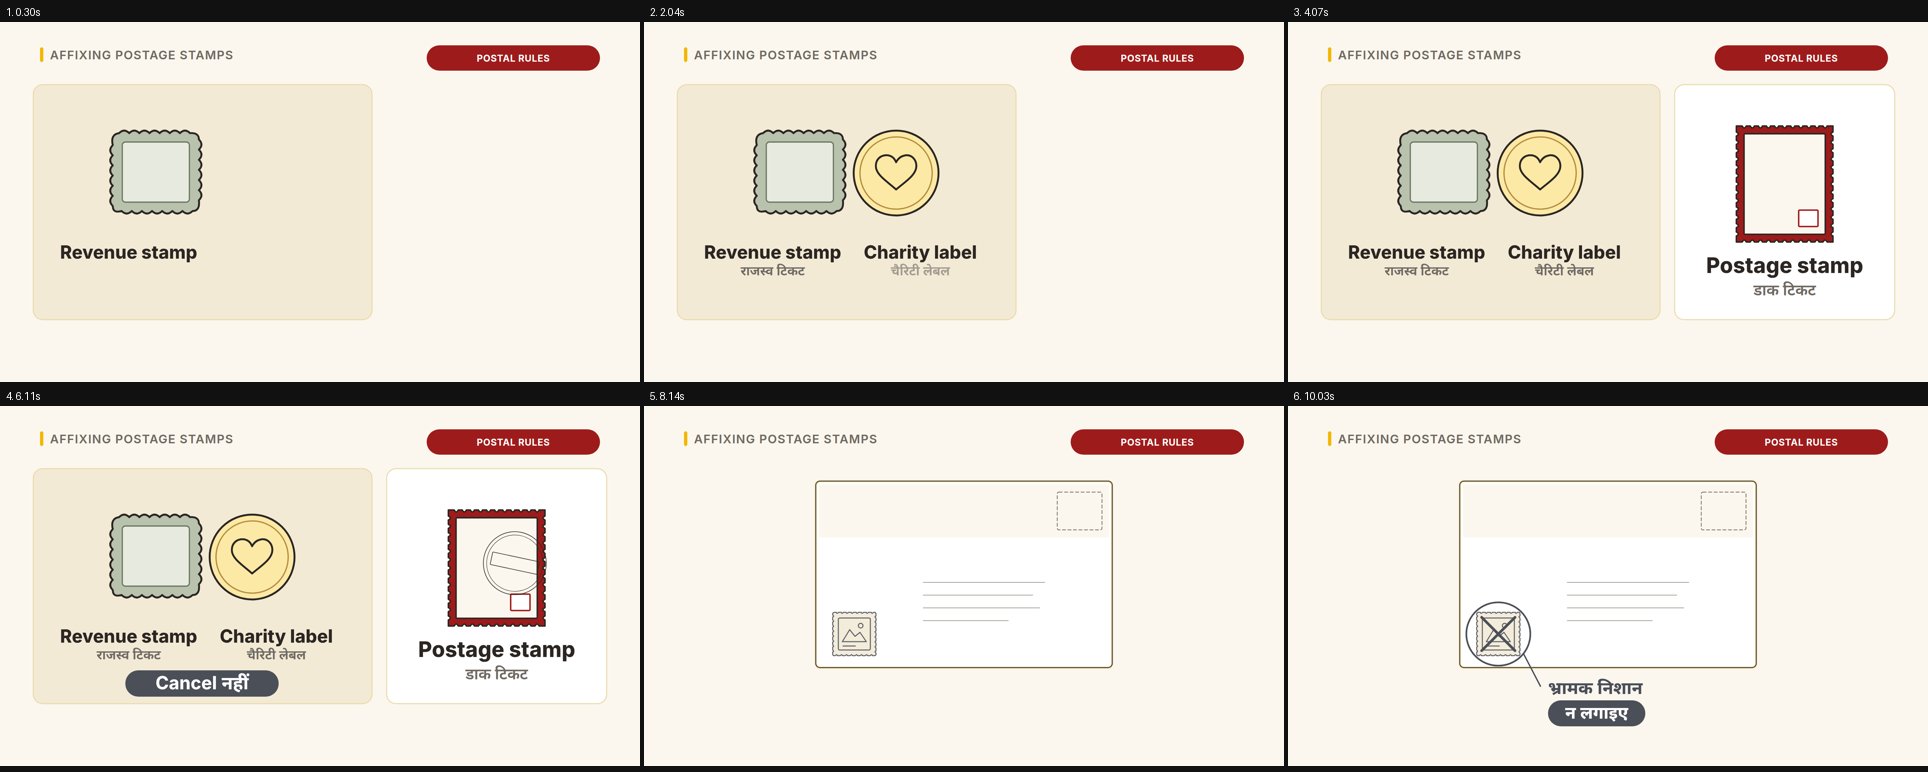 1. 0.30s
AFFIXING POSTAGE STAMPS
POSTAL RULES
Revenue stamp
2. 2.04s
AFFIXING POSTAGE STAMPS
POSTAL RULES
Revenue stamp
राजस्व टिकट
Charity label
चैरिटी लेबल
3. 4.07s
AFFIXING POSTAGE STAMPS
POSTAL RULES
Revenue stamp
राजस्व टिकट
Charity label
चैरिटी लेबल
Postage stamp
डाक टिकट
4. 6.11s
AFFIXING POSTAGE STAMPS
POSTAL RULES
Revenue stamp
राजस्व टिकट
Charity label
चैरिटी लेबल
Cancel नहीं
Postage stamp
डाक टिकट
5. 8.14s
AFFIXING POSTAGE STAMPS
POSTAL RULES
6. 10.03s
AFFIXING POSTAGE STAMPS
POSTAL RULES
भ्रामक निशान
न लगाइए